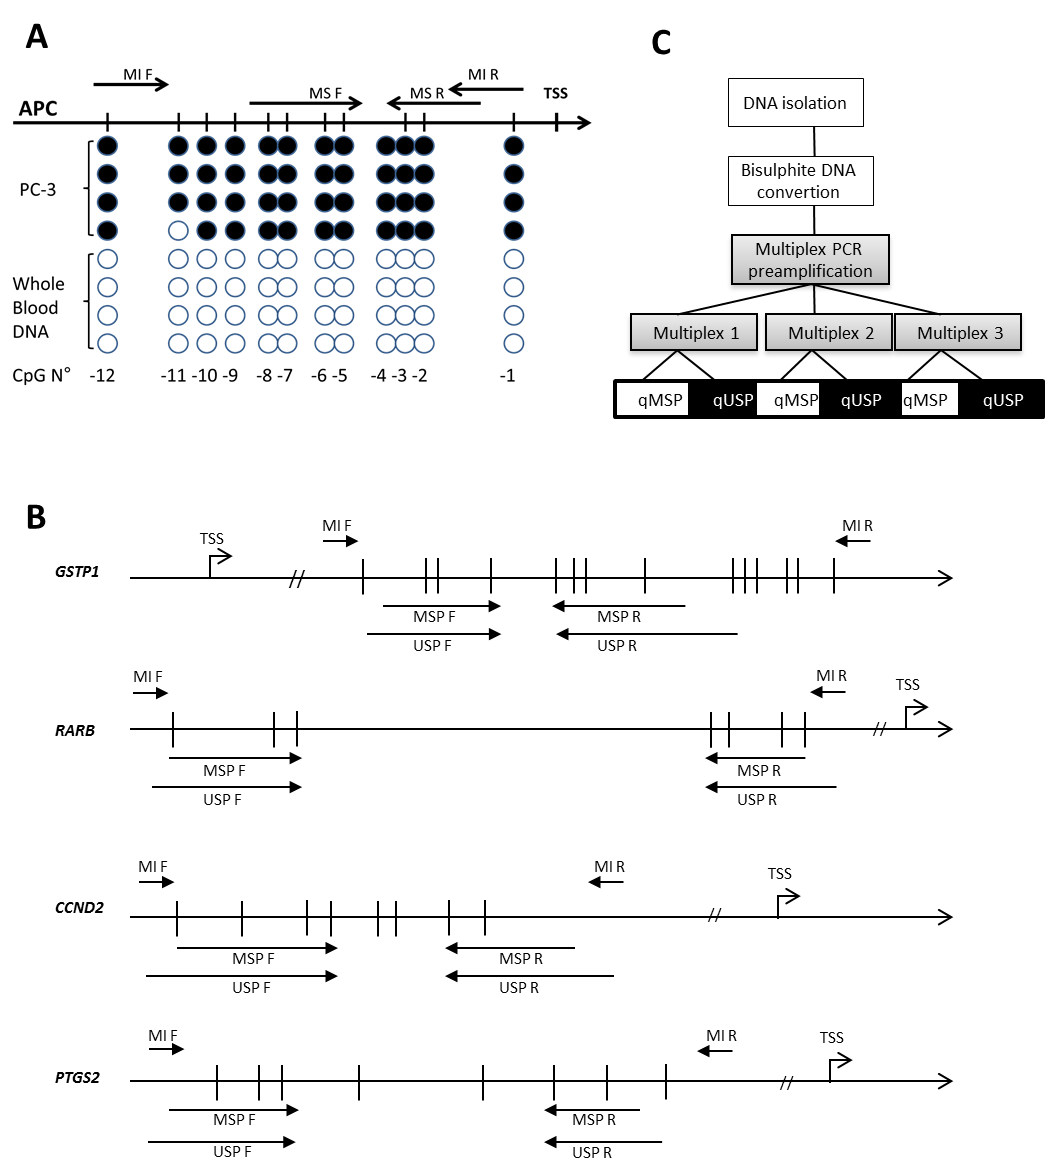 A
MI F
MI R
MS F
MS R
TSS
APC
PC-3
Whole
Blood
DNA
CpG N° -12 -11 -10 -9 -8 -7 -6 -5 -4 -3 -2 -1
C
DNA isolation
Bisulphite DNA
convertion
Multiplex PCR
preamplification
Multiplex 1 Multiplex 2 Multiplex 3
qMSP qUSP qMSP qUSP qMSP qUSP
B
MI F MI R
TSS
GSTP1
MSP F MSP R
USP F USP R
MI F MI R
TSS
RARB
MSP F MSP R
USP F USP R
MI F MI R
TSS
CCND2
MSP F MSP R
USP F USP R
MI F MI R
TSS
PTGS2
MSP F MSP R
USP F USP R